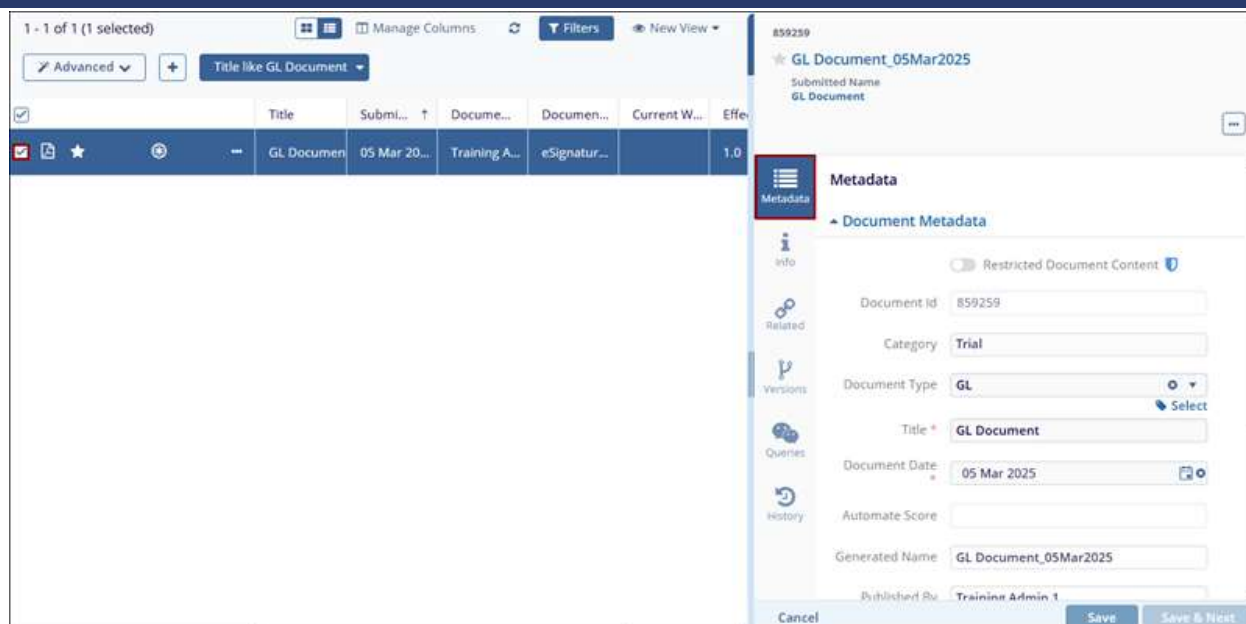 1 - 1 of 1 (1 selected)
Manage Columns
Filters
New View
Advanced
+
Title like GL Document
Title
Submi... ↑
Docume...
Documen...
Current W...
Effe
GL Documen
05 Mar 20...
Training A...
eSignatur...
1.0
859259
GL Document_05Mar2025
Submitted Name
GL Document
Metadata
Info
Related
Versions
Queries
History
Metadata
Document Metadata
Restricted Document Content
Document Id 859259
Category Trial
Document Type GL
Select
Title * GL Document
Document Date * 05 Mar 2025
Automate Score
Generated Name GL Document_05Mar2025
Published By Training Admin 1
Cancel
Save
Save & Next